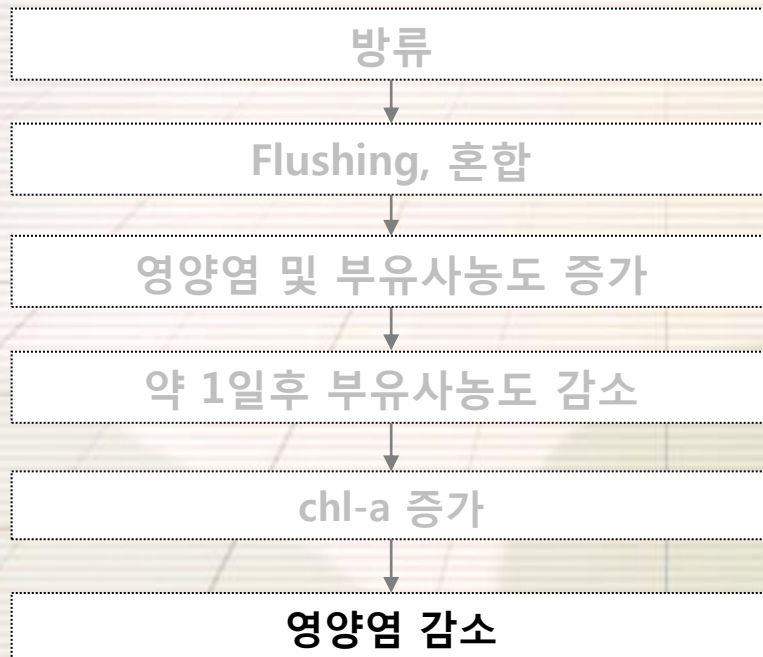 방류
Flushing, 혼합
영양염 및 부유사농도 증가
약 1일후 부유사농도 감소
chl-a 증가
영양염 감소